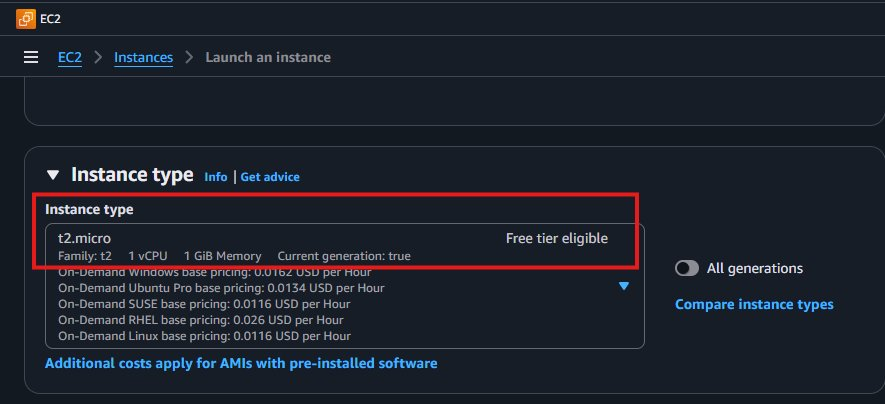 EC2
EC2 > Instances > Launch an instance
Instance type Info | Get advice
Instance type
t2.micro Free tier eligible
Family: t2 1 vCPU 1 GiB Memory Current generation: true
On-Demand Windows base pricing: 0.0162 USD per Hour
On-Demand Ubuntu Pro base pricing: 0.0134 USD per Hour
On-Demand SUSE base pricing: 0.0116 USD per Hour
On-Demand RHEL base pricing: 0.026 USD per Hour
On-Demand Linux base pricing: 0.0116 USD per Hour
All generations
Compare instance types
Additional costs apply for AMIs with pre-installed software